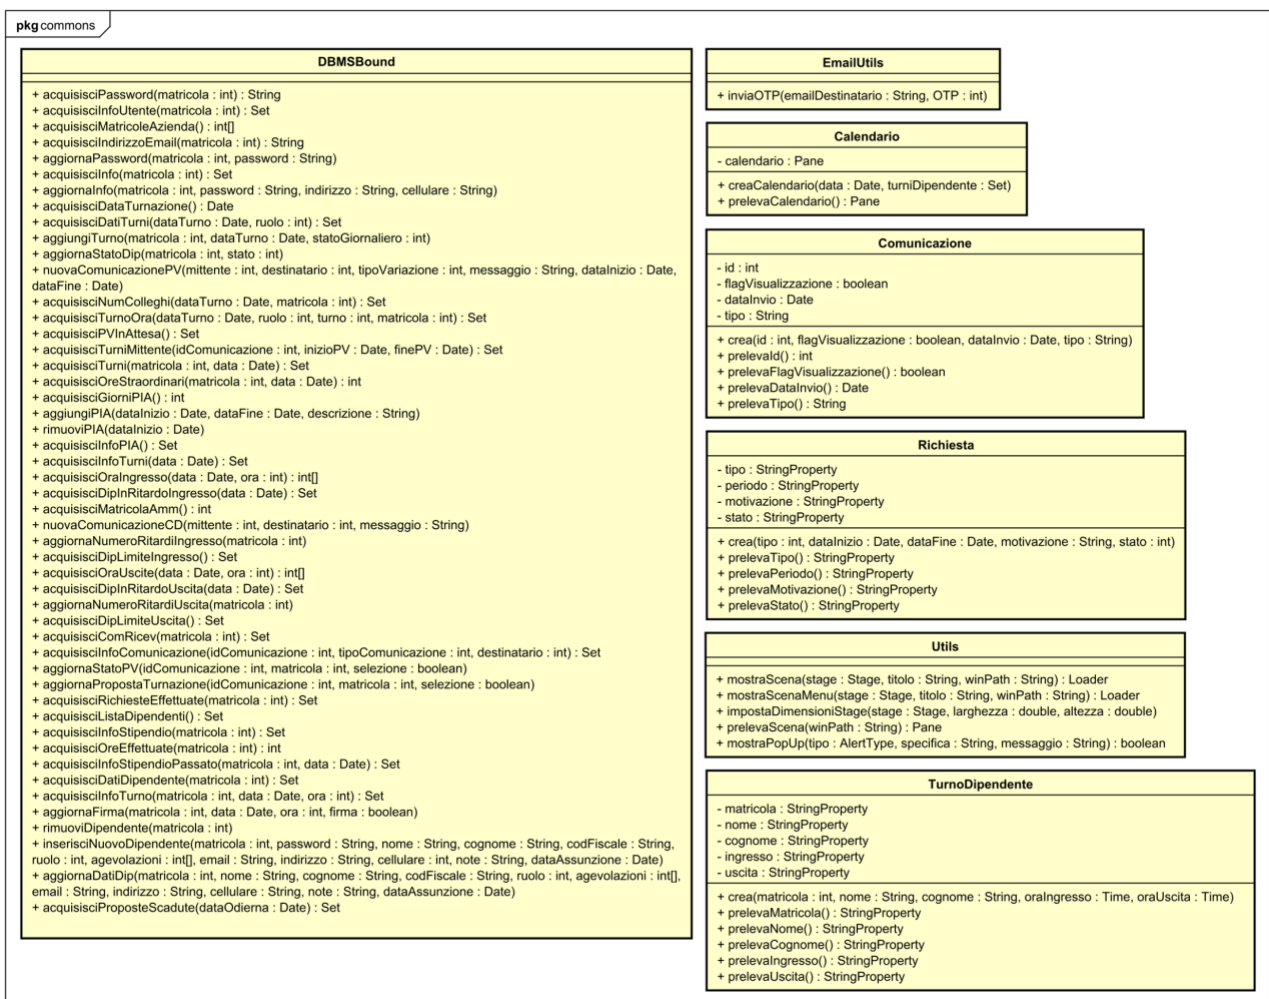 pkg commons
DBMSBound
+ acquisisciPassword(matricola : int) : String
+ acquisisciInfoUtente(matricola : int) : Set
+ acquisisciMatricoleAzienda() : int[]
+ acquisisciIndirizzoEmail(matricola : int) : String
+ aggiornaPassword(matricola : int, password : String)
+ acquisisciInfo(matricola : int) : Set
+ aggiornaInfo(matricola : int, password : String, indirizzo : String, cellulare : String)
+ acquisisciDataTurnazione() : Date
+ acquisisciDatiTurni(dataTurno : Date, ruolo : int) : Set
+ aggiungiTurno(matricola : int, dataTurno : Date, statoGiornaliero : int)
+ aggiornaStatoDip(matricola : int, stato : int)
+ nuovaComunicazionePV(mittente : int, destinatario : int, tipoVariazione : int, messaggio : String, dataInizio : Date,
dataFine : Date)
+ acquisisciNumColleghi(dataTurno : Date, matricola : int) : Set
+ acquisisciTurnoOra(dataTurno : Date, ruolo : int, turno : int, matricola : int) : Set
+ acquisisciPVInAttesa() : Set
+ acquisisciTurniMittente(idComunicazione : int, inizioPV : Date, finePV : Date) : Set
+ acquisisciTurni(matricola : int, data : Date) : Set
+ acquisisciOreStraordinari(matricola : int, data : Date) : int
+ acquisisciGiorniPIA() : int
+ aggiungiPIA(dataInizio : Date, dataFine : Date, descrizione : String)
+ rimuoviPIA(dataInizio : Date)
+ acquisisciInfoPIA() : Set
+ acquisisciInfoTurni(data : Date) : Set
+ acquisisciOraIngresso(data : Date, ora : int) : int[]
+ acquisisciDipInRitardoIngresso(data : Date) : Set
+ acquisisciMatricolaAmm() : int
+ nuovaComunicazioneCD(mittente : int, destinatario : int, messaggio : String)
+ aggiornaNumeroRitardiIngresso(matricola : int)
+ acquisisciDipLimiteIngresso() : Set
+ acquisisciOraUscite(data : Date, ora : int) : int[]
+ acquisisciDipInRitardoUscita(data : Date) : Set
+ aggiornaNumeroRitardiUscita(matricola : int)
+ acquisisciDipLimiteUscita() : Set
+ acquisisciComRicev(matricola : int) : Set
+ acquisisciInfoComunicazione(idComunicazione : int, tipoComunicazione : int, destinatario : int) : Set
+ aggiornaStatoPV(idComunicazione : int, matricola : int, selezione : boolean)
+ aggiornaPropostaTurnazione(idComunicazione : int, matricola : int, selezione : boolean)
+ acquisisciRichiesteEffettuate(matricola : int) : Set
+ acquisisciListaDipendenti() : Set
+ acquisisciInfoStipendio(matricola : int) : Set
+ acquisisciOreEffettuate(matricola : int) : int
+ acquisisciInfoStipendioPassato(matricola : int, data : Date) : Set
+ acquisisciDatiDipendente(matricola : int) : Set
+ acquisisciInfoTurno(matricola : int, data : Date, ora : int) : Set
+ aggiornaFirma(matricola : int, data : Date, ora : int, firma : boolean)
+ rimuoviDipendente(matricola : int)
+ inserisciNuovoDipendente(matricola : int, password : String, nome : String, cognome : String, codFiscale : String,
ruolo : int, agevolazioni : int[], email : String, indirizzo : String, cellulare : int, note : String, dataAssunzione : Date)
+ aggiornaDatiDip(matricola : int, nome : String, cognome : String, codFiscale : String, ruolo : int, agevolazioni : int[],
email : String, indirizzo : String, cellulare : String, note : String, dataAssunzione : Date)
+ acquisisciProposteScadute(dataOdierna : Date) : Set
EmailUtils
+ inviaOTP(emailDestinatario : String, OTP : int)
Calendario
- calendario : Pane
+ creaCalendario(data : Date, turniDipendente : Set)
+ prelevaCalendario() : Pane
Comunicazione
- id : int
- flagVisualizzazione : boolean
- dataInvio : Date
- tipo : String
+ crea(id : int, flagVisualizzazione : boolean, dataInvio : Date, tipo : String)
+ prelevaId() : int
+ prelevaFlagVisualizzazione() : boolean
+ prelevaDataInvio() : Date
+ prelevaTipo() : String
Richiesta
- tipo : StringProperty
- periodo : StringProperty
- motivazione : StringProperty
- stato : StringProperty
+ crea(tipo : int, dataInizio : Date, dataFine : Date, motivazione : String, stato : int)
+ prelevaTipo() : StringProperty
+ prelevaPeriodo() : StringProperty
+ prelevaMotivazione() : StringProperty
+ prelevaStato() : StringProperty
Utils
+ mostraScena(stage : Stage, titolo : String, winPath : String) : Loader
+ mostraScenaMenu(stage : Stage, titolo : String, winPath : String) : Loader
+ impostaDimensioniStage(stage : Stage, larghezza : double, altezza : double)
+ prelevaScena(winPath : String) : Pane
+ mostraPopUp(tipo : AlertType, specifica : String, messaggio : String) : boolean
TurnoDipendente
- matricola : StringProperty
- nome : StringProperty
- cognome : StringProperty
- ingresso : StringProperty
- uscita : StringProperty
+ crea(matricola : int, nome : String, cognome : String, oraIngresso : Time, oraUscita : Time)
+ prelevaMatricola() : StringProperty
+ prelevaNome() : StringProperty
+ prelevaCognome() : StringProperty
+ prelevaIngresso() : StringProperty
+ prelevaUscita() : StringProperty